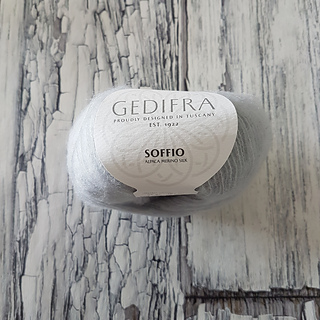 GEDIFRA
PROUDLY DESIGNED IN TUSCANY
EST. 1922
SOFFIO
ALPACA MERINO SILK